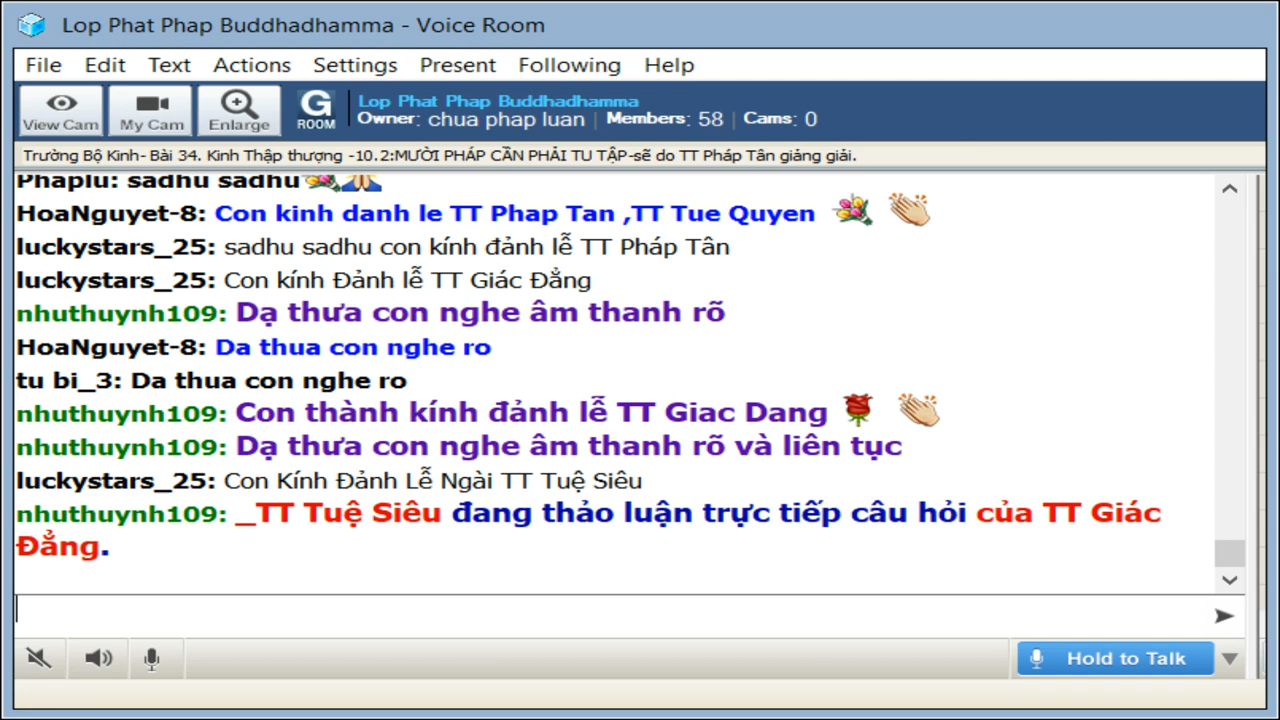 Lop Phat Phap Buddhadhamma - Voice Room
File Edit Text Actions Settings Present Following Help
View Cam My Cam Enlarge G ROOM
Lop Phat Phap Buddhadhamma
Owner: chua phap luan | Members: 58 | Cams: 0
Trường Bộ Kinh- Bài 34. Kinh Thập thượng -10.2:MƯỜI PHÁP CẦN PHẢI TU TẬP-sẽ do TT Pháp Tân giảng giải.
Phaplu: sadhu sadhu
HoaNguyet-8: Con kinh danh le TT Phap Tan ,TT Tue Quyen
luckystars_25: sadhu sadhu con kính đảnh lễ TT Pháp Tân
luckystars_25: Con kính Đảnh lễ TT Giác Đẳng
nhuthuynh109: Dạ thưa con nghe âm thanh rõ
HoaNguyet-8: Da thua con nghe ro
tu bi_3: Da thua con nghe ro
nhuthuynh109: Con thành kính đảnh lễ TT Giac Dang
nhuthuynh109: Dạ thưa con nghe âm thanh rõ và liên tục
luckystars_25: Con Kính Đảnh Lễ Ngài TT Tuệ Siêu
nhuthuynh109: _TT Tuệ Siêu đang thảo luận trực tiếp câu hỏi của TT Giác
Đẳng.
Hold to Talk